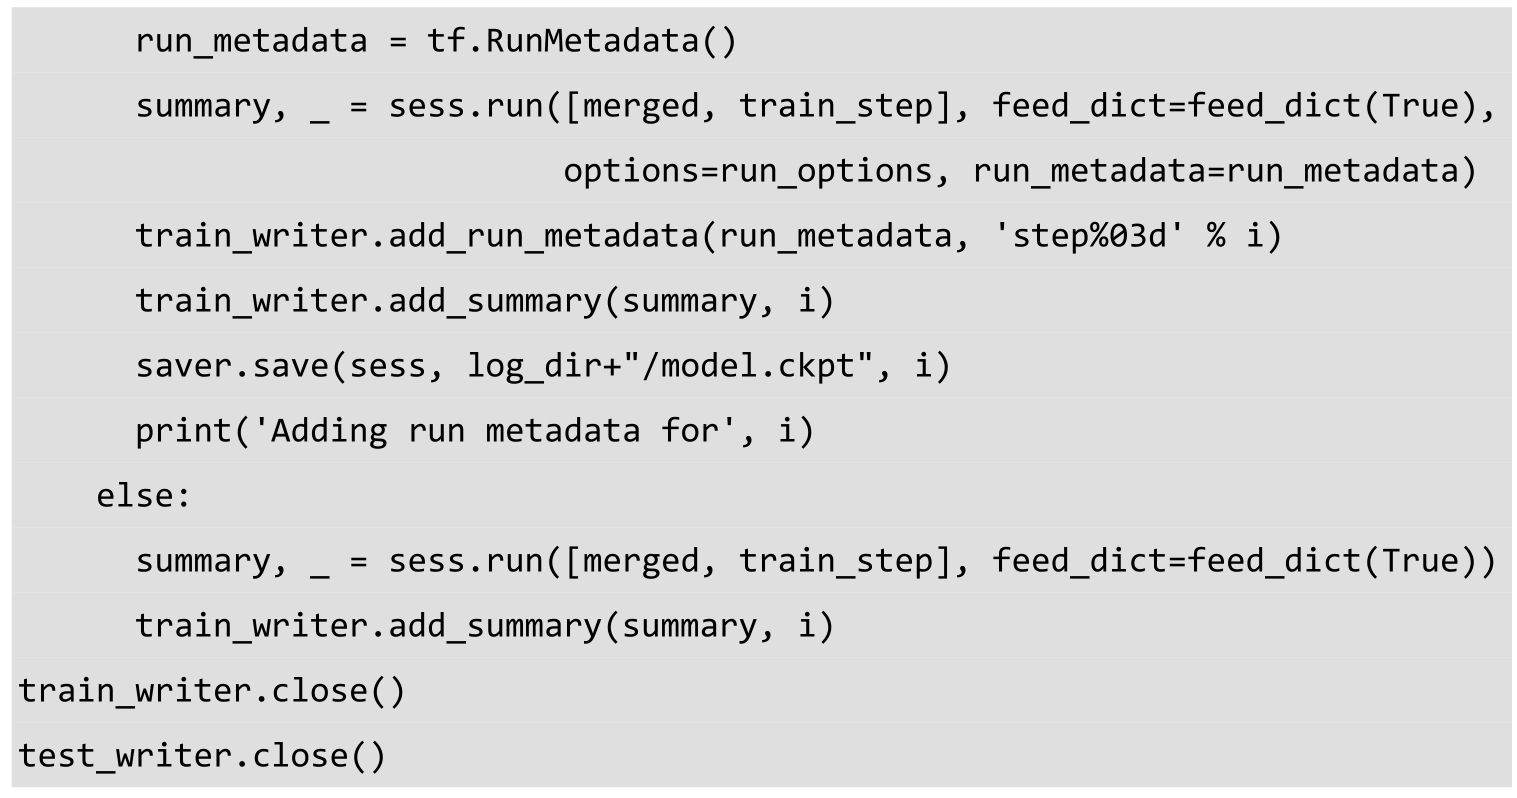 run_metadata = tf.RunMetadata()
      summary, _ = sess.run([merged, train_step], feed_dict=feed_dict(True),
                            options=run_options, run_metadata=run_metadata)
      train_writer.add_run_metadata(run_metadata, 'step%03d' % i)
      train_writer.add_summary(summary, i)
      saver.save(sess, log_dir+"/model.ckpt", i)
      print('Adding run metadata for', i)
    else:
      summary, _ = sess.run([merged, train_step], feed_dict=feed_dict(True))
      train_writer.add_summary(summary, i)
train_writer.close()
test_writer.close()